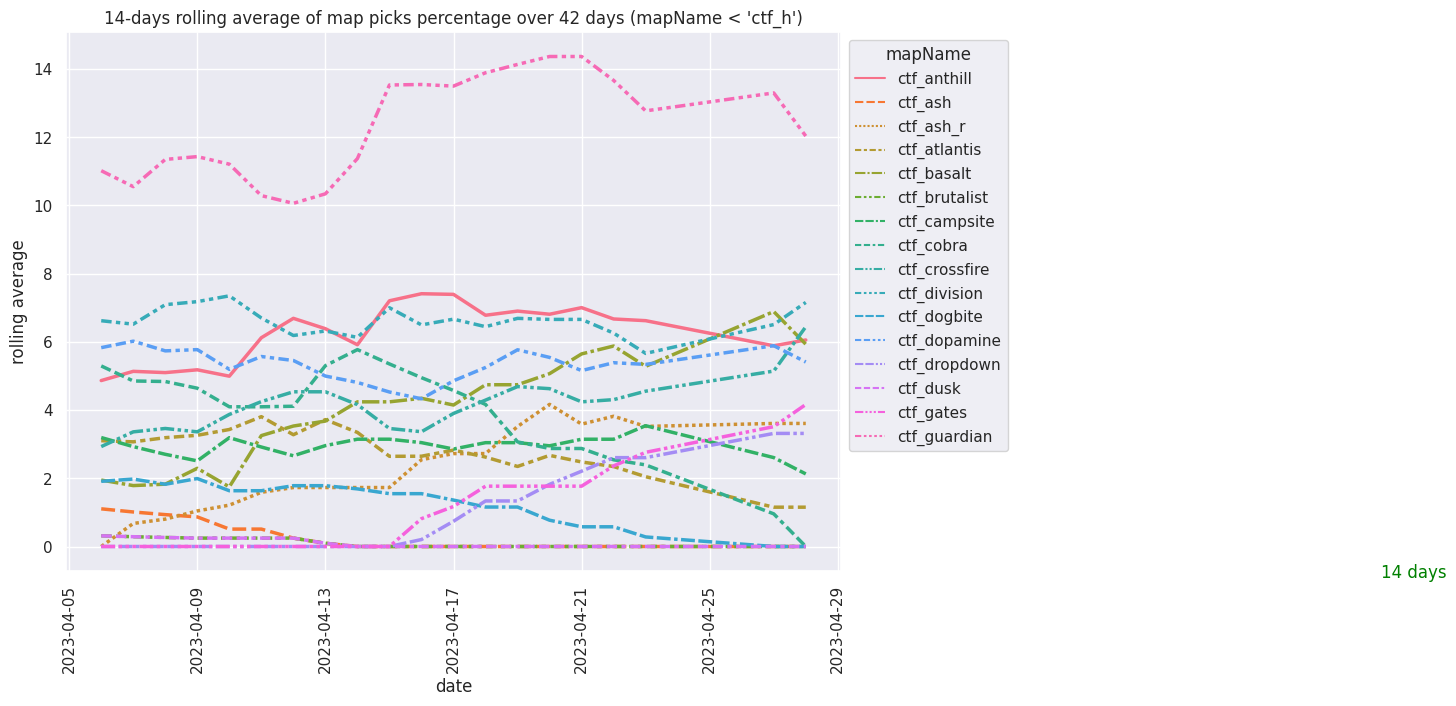 14-days rolling average of map picks percentage over 42 days (mapName < 'ctf_h')
14
12
10
8
6
4
2
0
rolling average
2023-04-05
2023-04-09
2023-04-13
2023-04-17
2023-04-21
2023-04-25
2023-04-29
date
mapName
ctf_anthill
ctf_ash
ctf_ash_r
ctf_atlantis
ctf_basalt
ctf_brutalist
ctf_campsite
ctf_cobra
ctf_crossfire
ctf_division
ctf_dogbite
ctf_dopamine
ctf_dropdown
ctf_dusk
ctf_gates
ctf_guardian
14 days